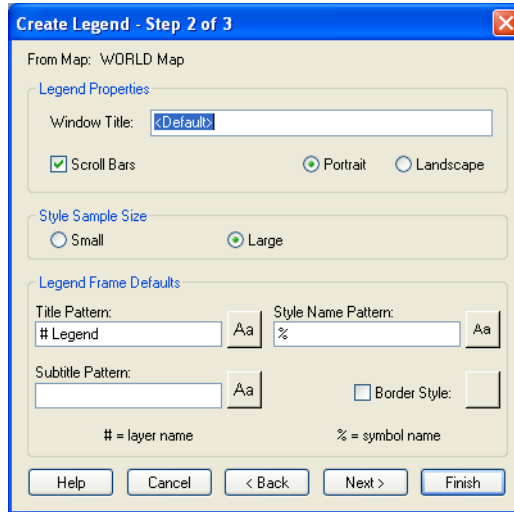 Create Legend - Step 2 of 3
From Map: WORLD Map
Legend Properties
Window Title: <Default>
Scroll Bars Portrait Landscape
Style Sample Size
Small Large
Legend Frame Defaults
Title Pattern: Style Name Pattern:
# Legend Aa % Aa
Subtitle Pattern:
Aa Border Style:
# = layer name % = symbol name
Help Cancel < Back Next > Finish